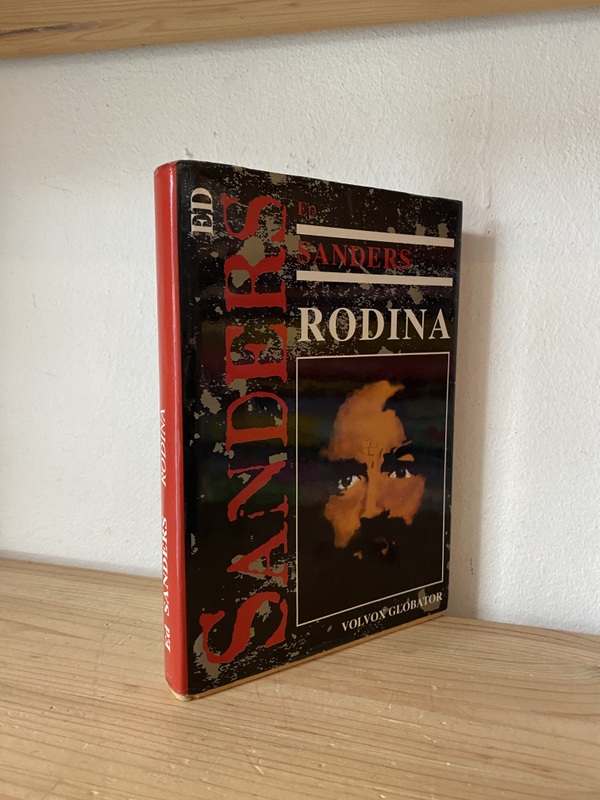 Ed SANDERS RODINA
ED
SANDERS
ED
SANDERS
RODINA
VOLVOX GLOBATOR